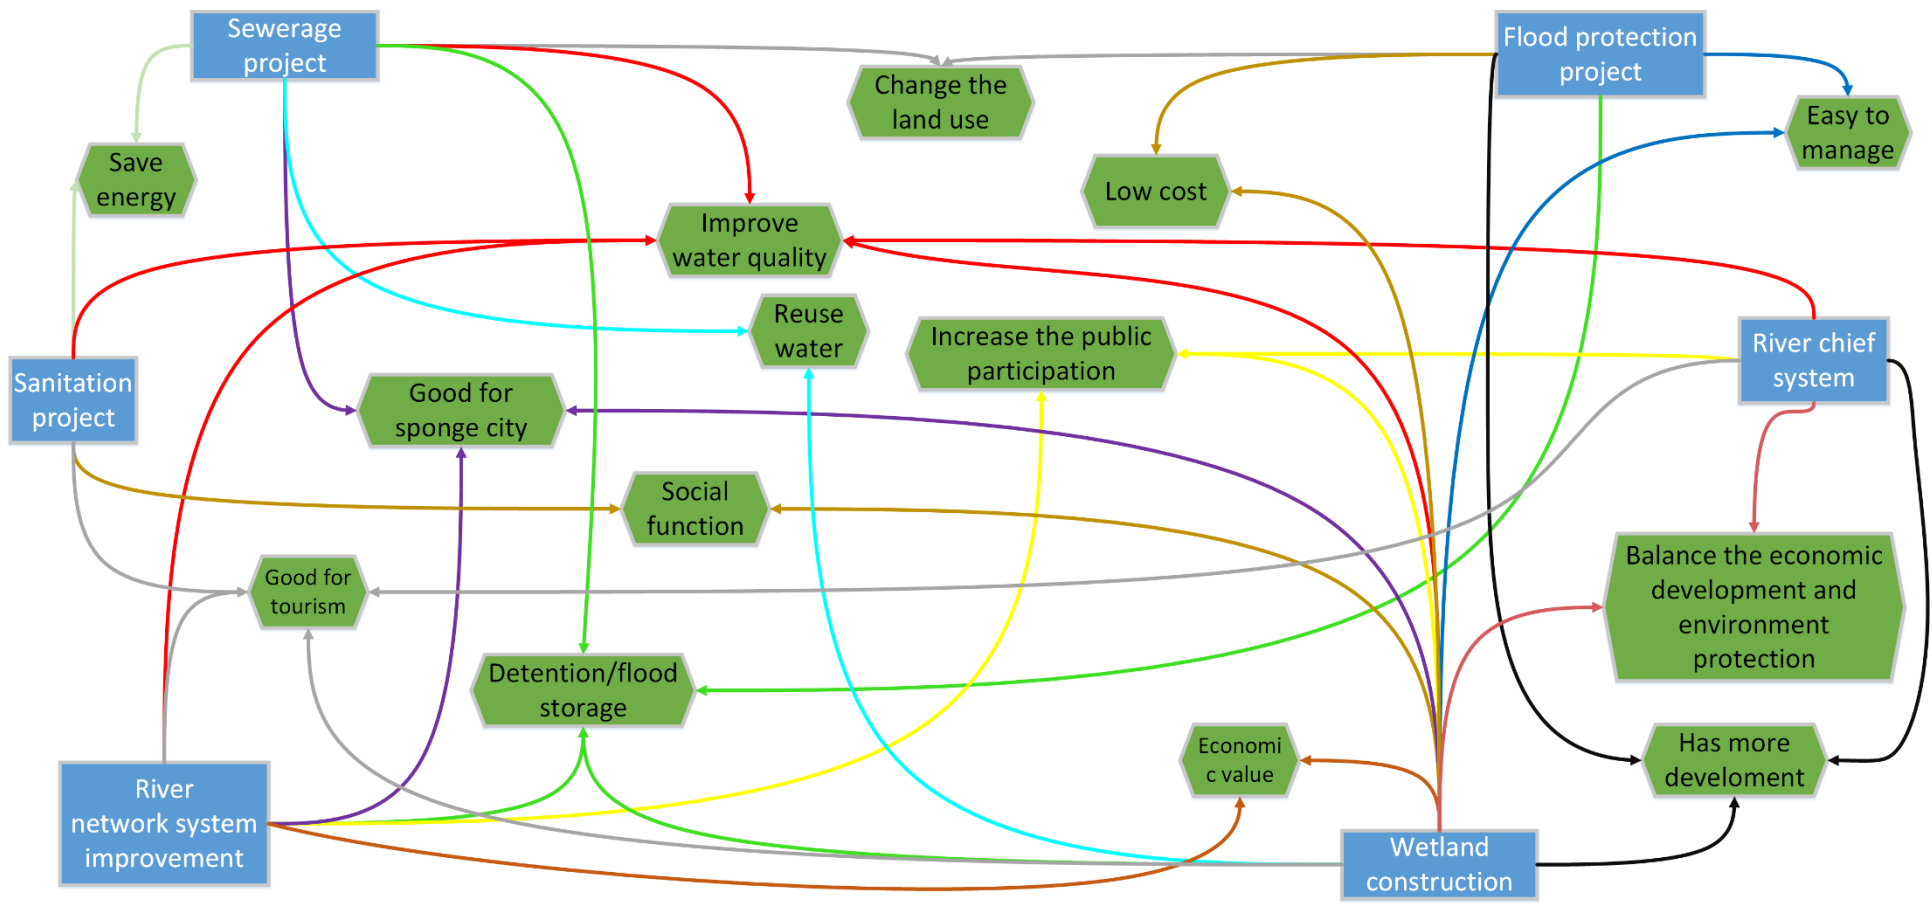 Sewerage
project
Flood protection
project
Change the
land use
Easy to
manage
Save
energy
Low cost
Improve
water quality
Reuse
water
Increase the public
participation
River chief
system
Sanitation
project
Good for
sponge city
Social
function
Good for
tourism
Balance the economic
development and
environment
protection
Detention/flood
storage
Economi
c value
Has more
develoment
River
network system
improvement
Wetland
construction